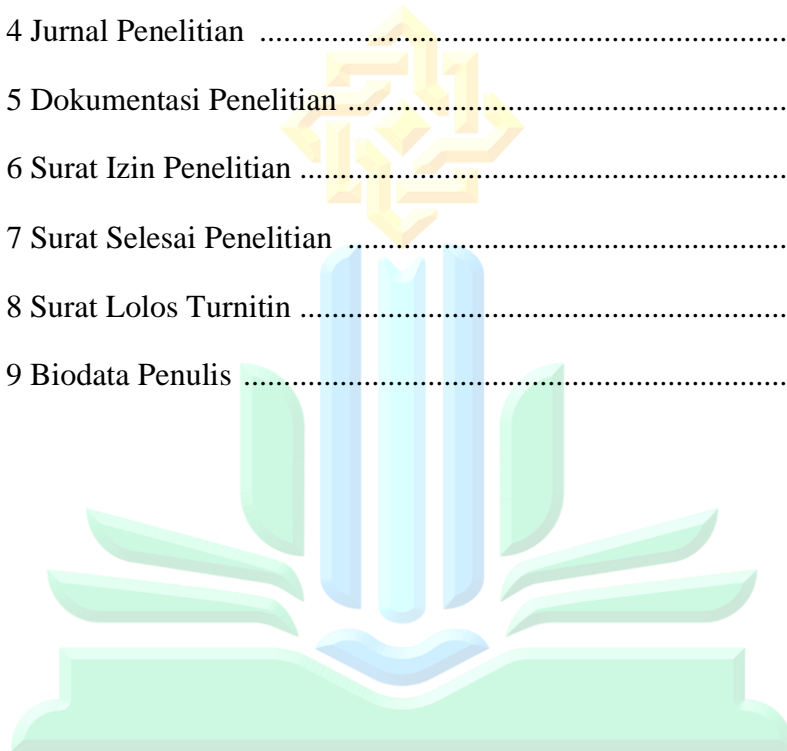 4 Jurnal Penelitian ....................................................................
5 Dokumentasi Penelitian .........................................................
6 Surat Izin Penelitian ...............................................................
7 Surat Selesai Penelitian .........................................................
8 Surat Lolos Turnitin ...............................................................
9 Biodata Penulis ......................................................................